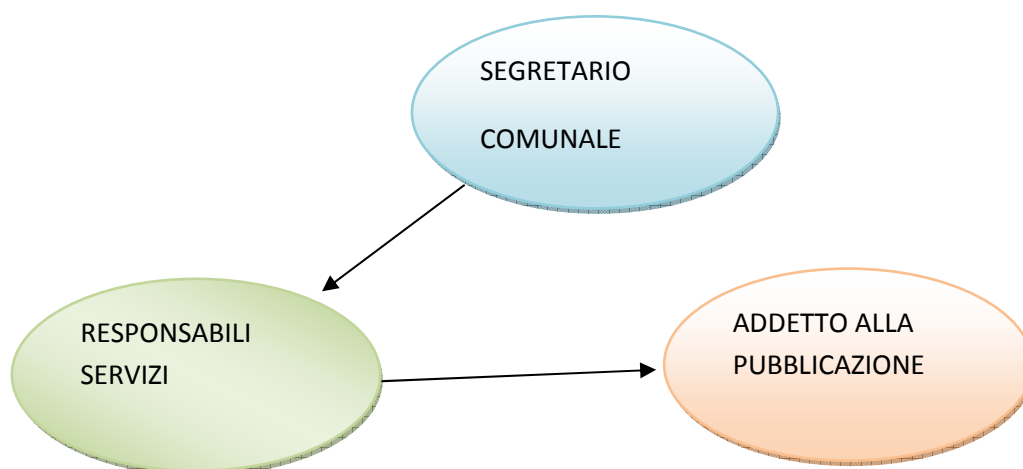 SEGRETARIO
COMUNALE
RESPONSABILI
SERVIZI
ADDETTO ALLA
PUBBLICAZIONE